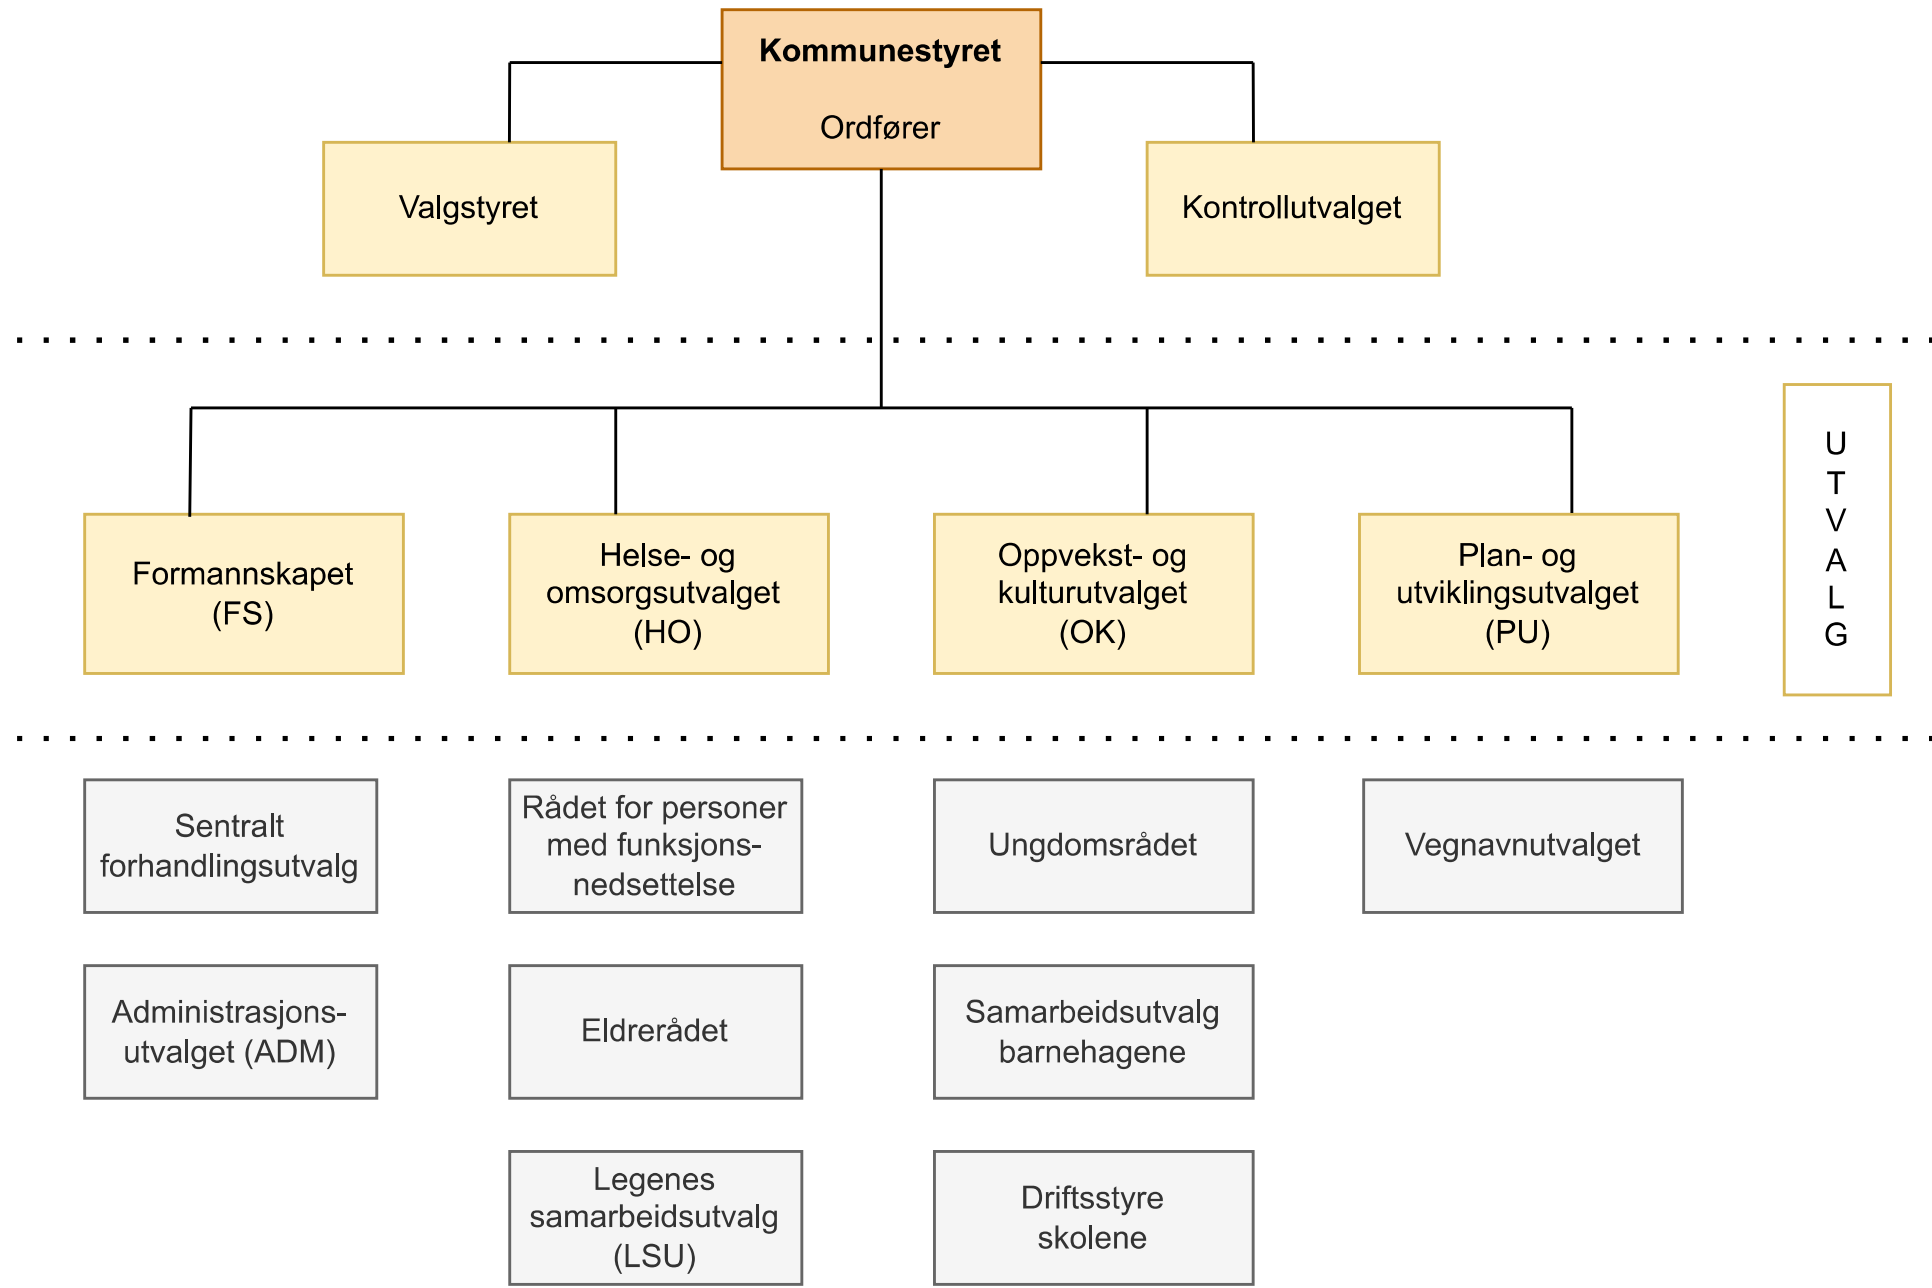 Kommunestyret
Ordfører
Valgstyret
Kontrollutvalget
Formannskapet
(FS)
Helse- og
omsorgsutvalget
(HO)
Oppvekst- og
kulturutvalget
(OK)
Plan- og
utviklingsutvalget
(PU)
U
T
V
A
L
G
Sentralt
forhandlingsutvalg
Rådet for personer
med funksjons-
nedsettelse
Ungdomsrådet
Vegnavnutvalget
Administrasjons-
utvalget (ADM)
Eldrerådet
Samarbeidsutvalg
barnehagene
Legenes
samarbeidsutvalg
(LSU)
Driftsstyre
skolene